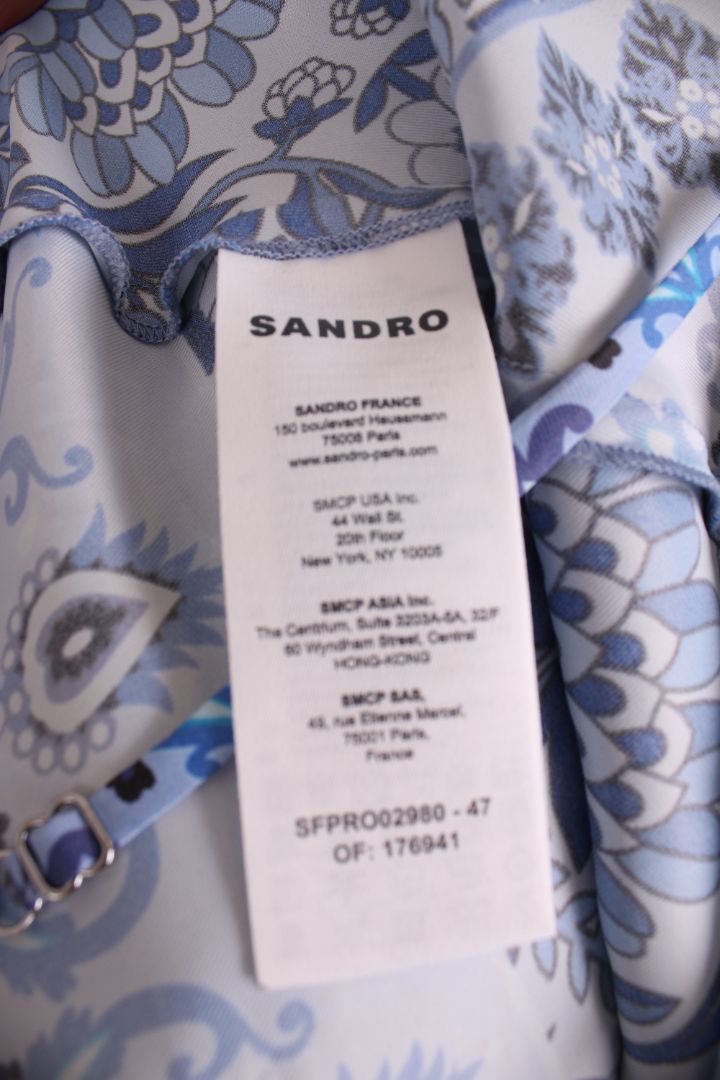 SANDRO
SANDRO FRANCE
150 boulevard Haussmann
75008 Paris
www.sandro-paris.com
SMCP USA Inc.
44 Wall St.
20th Floor
New York, NY 10005
SMCP ASIA Inc.
The Centrium, Suite 3203A-5A, 32/F
60 Wyndham Street, Central
HONG-KONG
SMCP SAS,
49, rue Etienne Marcel,
75001 Paris,
France
SFPRO02980 - 47
OF: 176941